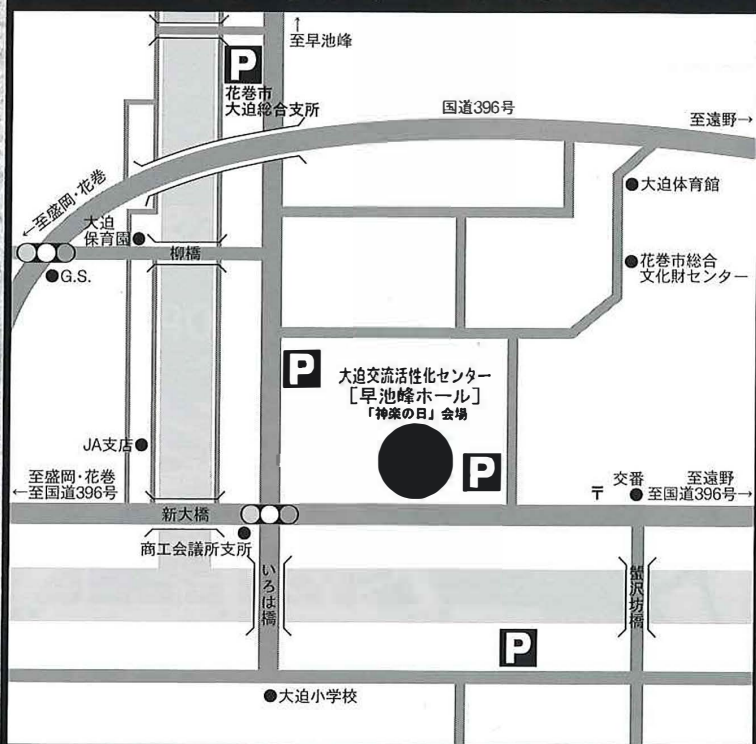 ↑
至早池峰
P
花巻市
大迫総合支所
国道396号
至遠野→
←至盛岡・花巻
大迫
保育園
柳橋
G.S.
大迫体育館
花巻市総合
文化財センター
P
大迫交流活性化センター
［早池峰ホール］
「神楽の日」会場
P
JA支店
至盛岡・花巻
←至国道396号
新大橋
商工会議所支所
〒
交番
至遠野
至国道396号→
いろは橋
蟹沢坊橋
P
大迫小学校